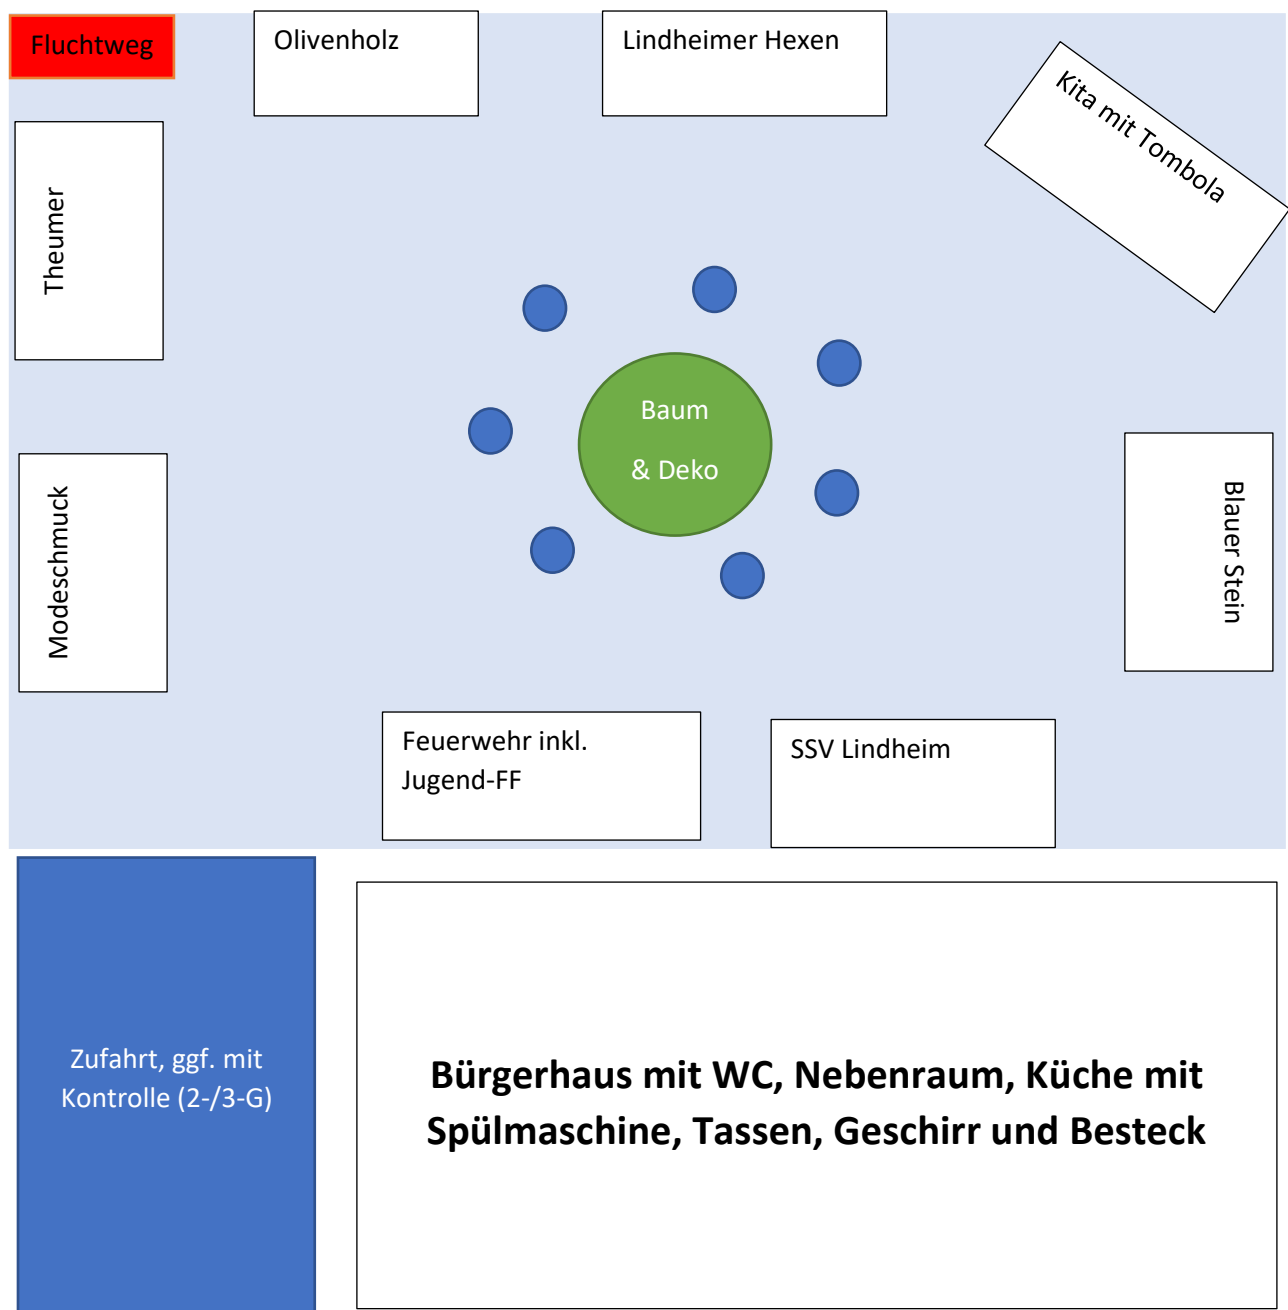 Fluchtweg
Olivenholz
Lindheimer Hexen
Kita mit Tombola
Theumer
Baum
& Deko
Modeschmuck
Blauer Stein
Feuerwehr inkl.
Jugend-FF
SSV Lindheim
Zufahrt, ggf. mit
Kontrolle (2-/3-G)
Bürgerhaus mit WC, Nebenraum, Küche mit
Spülmaschine, Tassen, Geschirr und Besteck